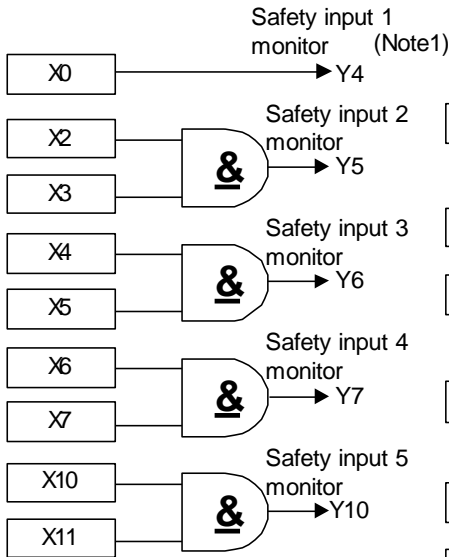 Safety input 1
monitor (Note1)
X0
Y4
Safety input 2
monitor
X2
&
Y5
X3
Safety input 3
monitor
X4
&
Y6
X5
Safety input 4
monitor
X6
&
Y7
X7
Safety input 5
monitor
X10
&
Y10
X11